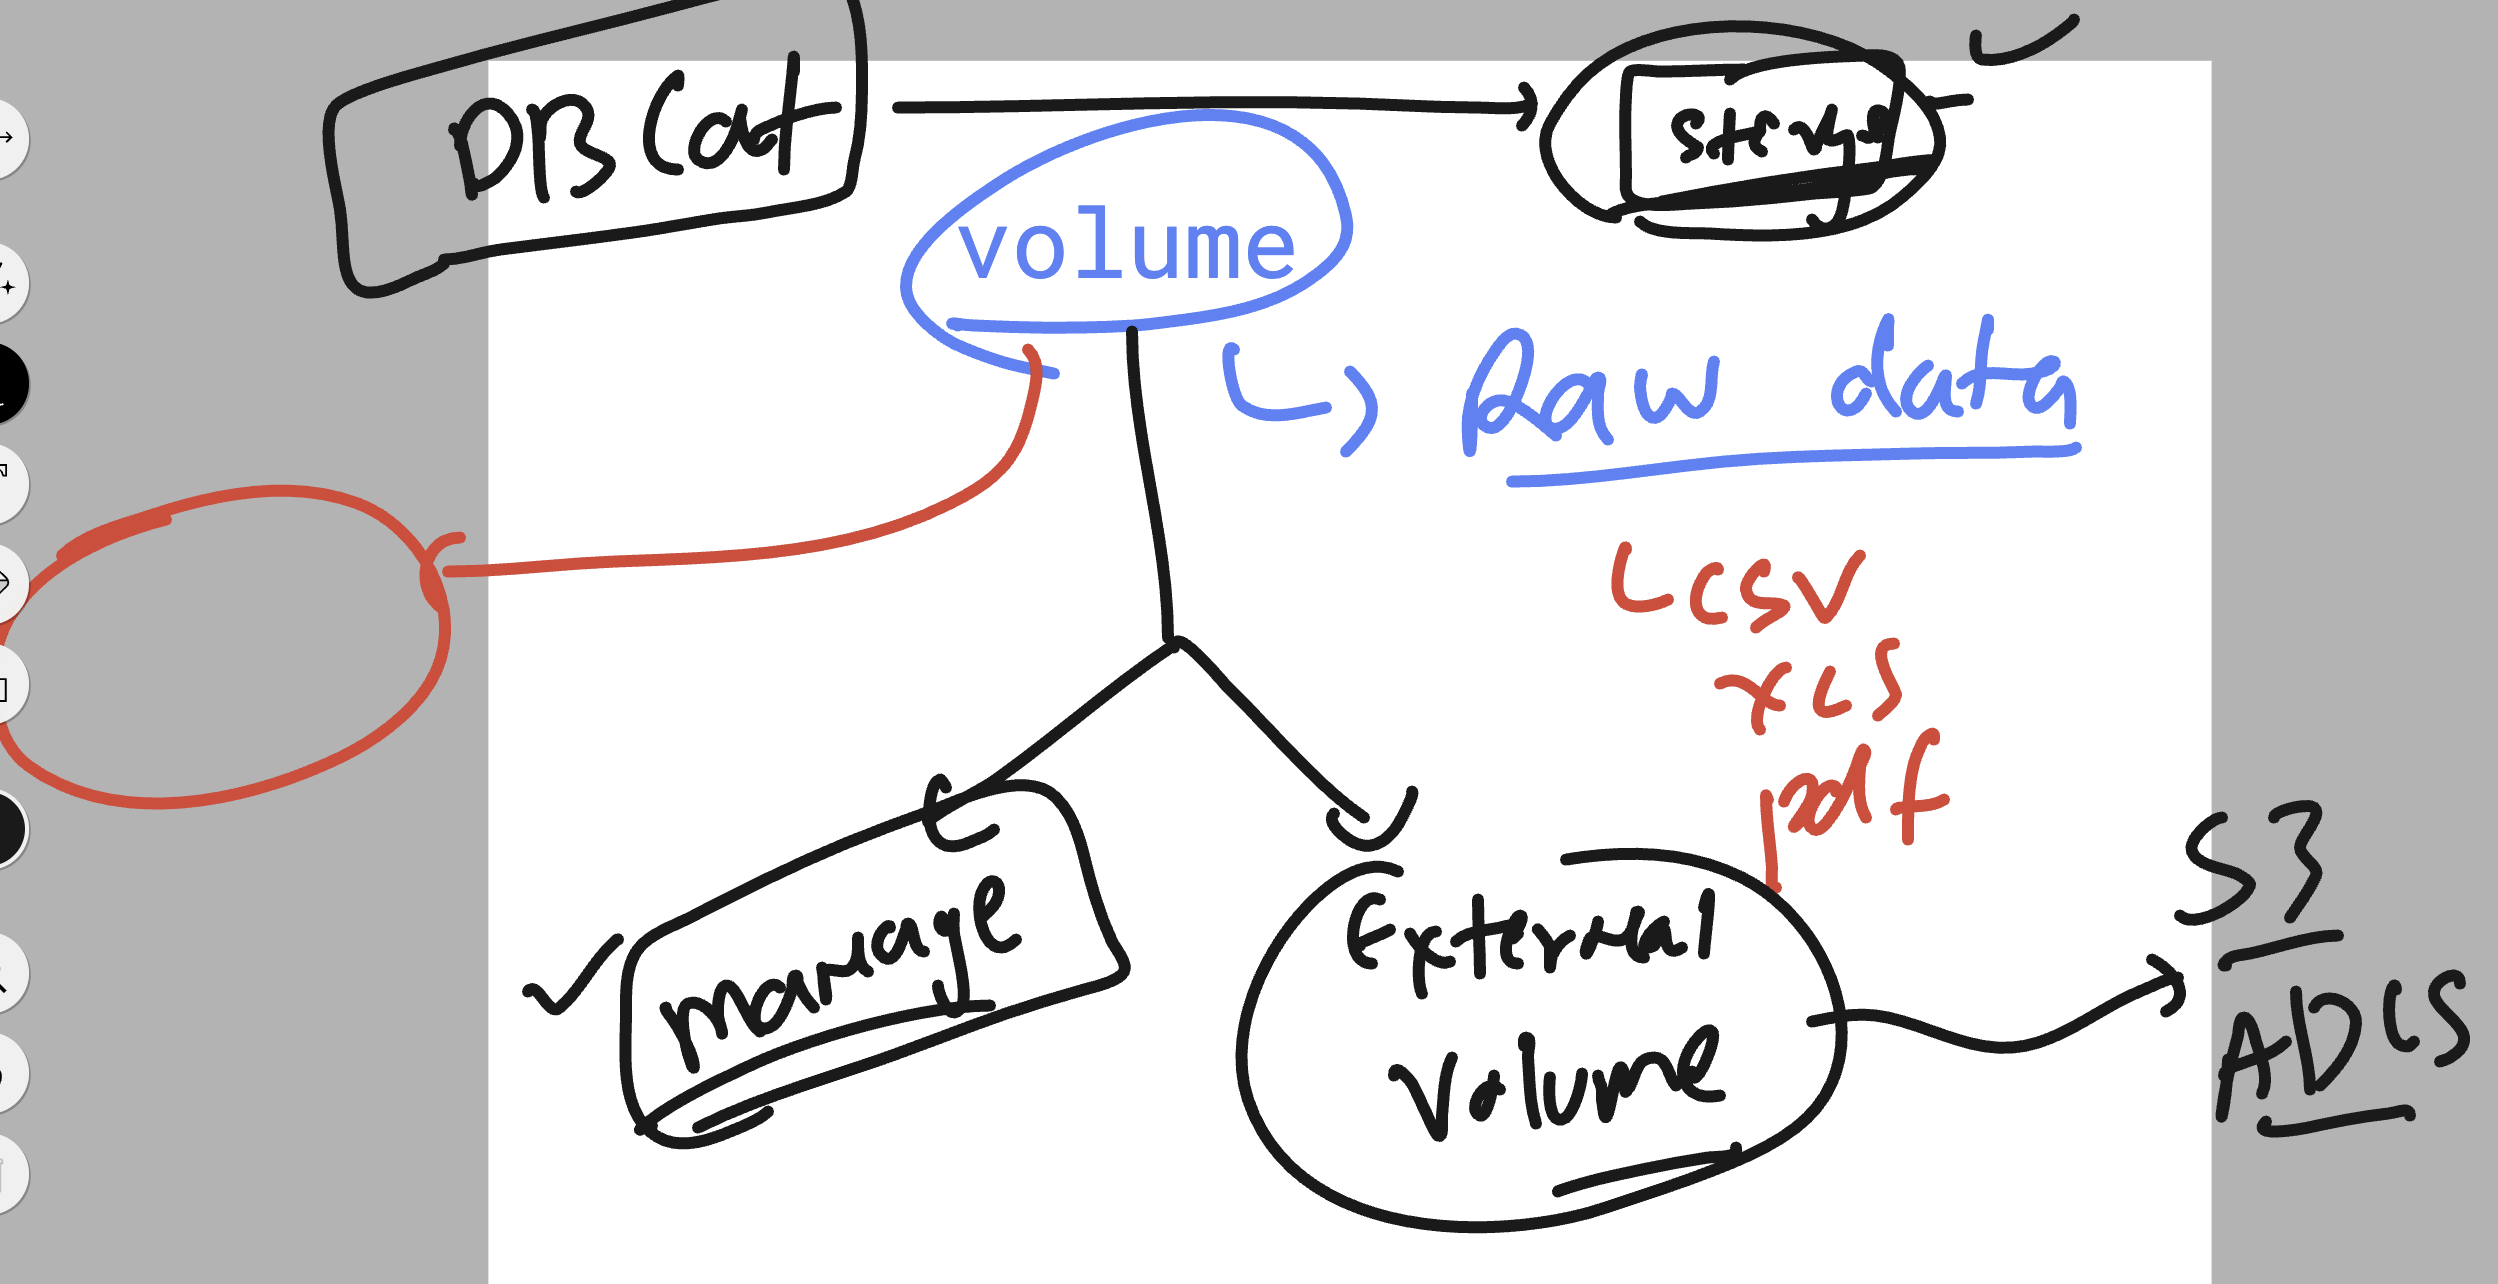 DB Cat
Storage
volume
Raw data
csv
xls
pdf
manage
External
Volume
S3
ADLS